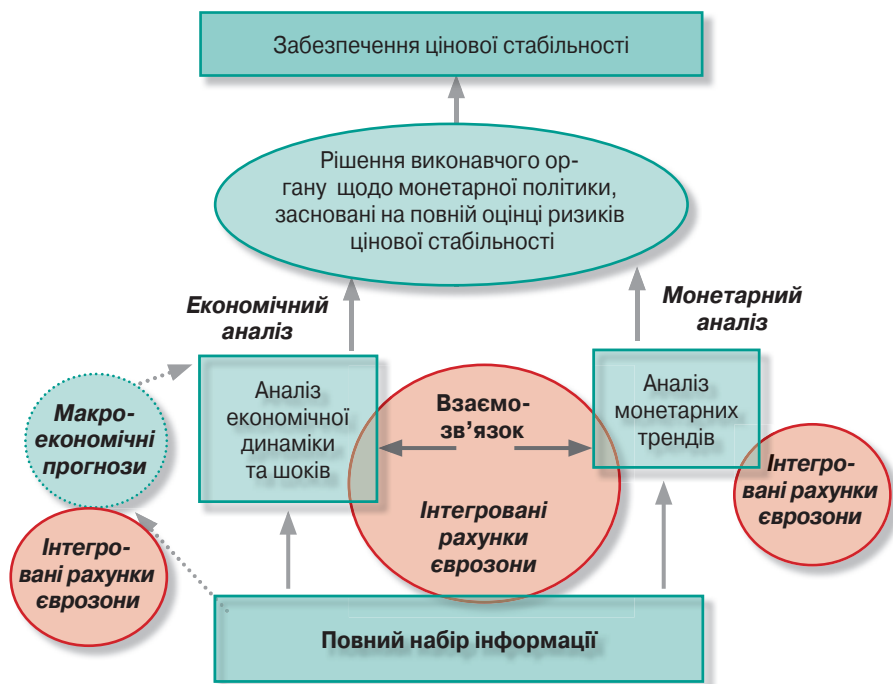 Забезпечення цінової стабільності
Рішення виконавчого ор-
гану щодо монетарної політики,
засновані на повній оцінці ризиків
цінової стабільності
Економічний
аналіз
Монетарний
аналіз
Макро-
економічні
прогнози
Аналіз
економічної
динаміки
та шоків
Взаємо-
зв’язок
Аналіз
монетарних
трендів
Інтегро-
вані рахунки
єврозони
Інтегровані
рахунки
єврозони
Інтегро-
вані рахунки
єврозони
Повний набір інформації